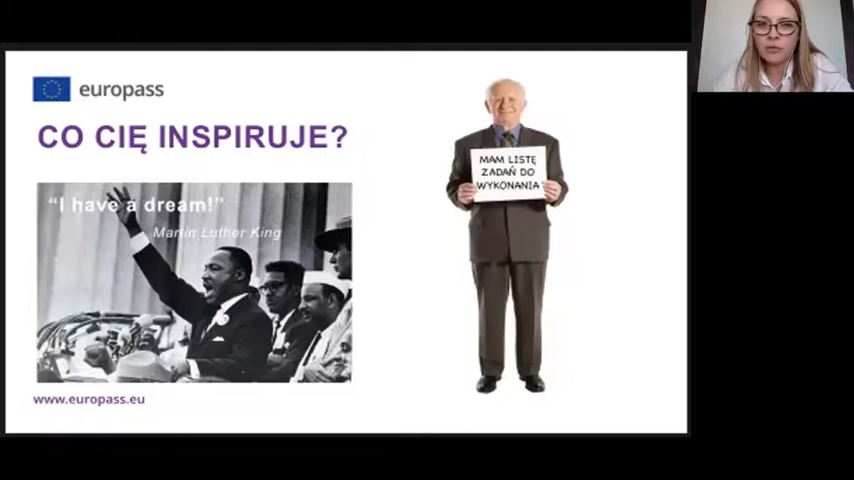 europass
CO CIĘ INSPIRUJE?
“I have a dream!”
Martin Luther King
MAM LISTĘ
ZADAŃ DO
WYKONANIA
www.europass.eu